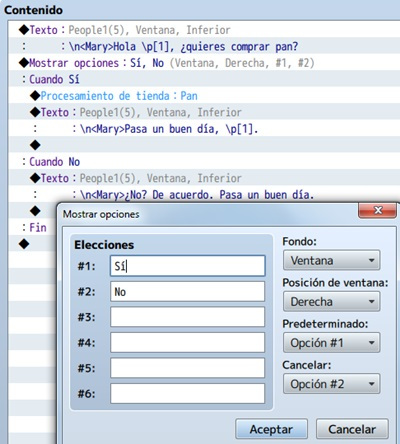 Contenido
◆Texto：People1(5), Ventana, Inferior
：　　：\n<Mary>Hola \p[1], ¿quieres comprar pan?
◆Mostrar opciones：Sí, No (Ventana, Derecha, #1, #2)
：Cuando Sí
◆Procesamiento de tienda：Pan
◆Texto：People1(5), Ventana, Inferior
：　　：\n<Mary>Pasa un buen día, \p[1].
◆
：Cuando No
◆Texto：People1(5), Ventana, Inferior
：　　：\n<Mary>¿No? De acuerdo. Pasa un buen día.
◆
：Fin
◆
Mostrar opciones
Elecciones
#1: Sí
#2: No
#3:
#4:
#5:
#6:
Fondo:
Ventana
Posición de ventana:
Derecha
Predeterminado:
Opción #1
Cancelar:
Opción #2
Aceptar
Cancelar